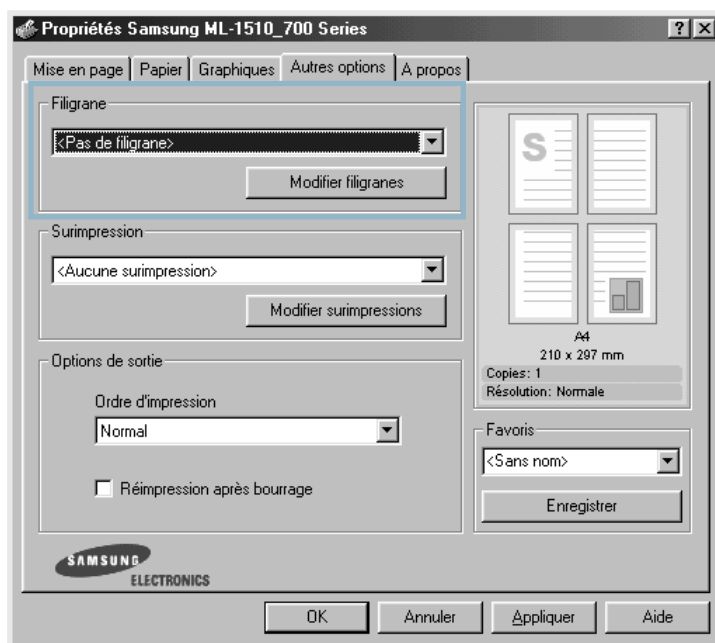 Propriétés Samsung ML-1510_700 Series
Mise en page Papier Graphiques Autres options A propos
Filigrane
<Pas de filigrane>
Modifier filigranes
Surimpression
<Aucune surimpression>
Modifier surimpressions
Options de sortie
Ordre d'impression
Normal
Réimpression après bourrage
S
A4
210 x 297 mm
Copies: 1
Résolution: Normale
Favoris
<Sans nom>
Enregistrer
SAMSUNG
ELECTRONICS
OK Annuler Appliquer Aide